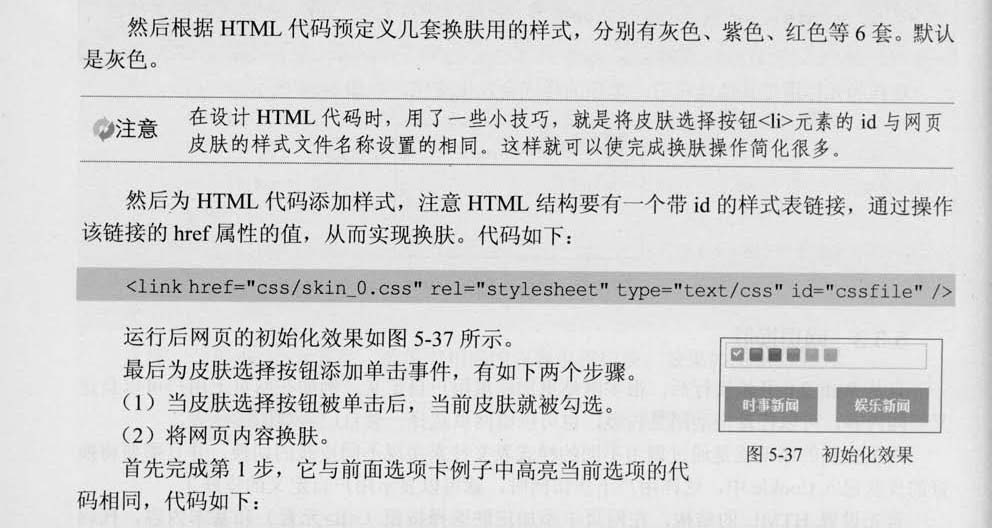 然后根据 HTML 代码预定义几套换肤用的样式，分别有灰色、紫色、红色等 6 套。默认
是灰色。
注意
在设计 HTML 代码时，用了一些小技巧，就是将皮肤选择按钮<li>元素的 id 与网页
皮肤的样式文件名称设置的相同。这样就可以使完成换肤操作简化很多。
然后为 HTML 代码添加样式，注意 HTML 结构要有一个带 id 的样式表链接，通过操作
该链接的 href 属性的值，从而实现换肤。代码如下：
<link href="css/skin_0.css" rel="stylesheet" type="text/css" id="cssfile" />
运行后网页的初始化效果如图 5-37 所示。
最后为皮肤选择按钮添加单击事件，有如下两个步骤。
（1）当皮肤选择按钮被单击后，当前皮肤就被勾选。
（2）将网页内容换肤。
首先完成第 1 步，它与前面选项卡例子中高亮当前选项的代
码相同，代码如下：
时事新闻 娱乐新闻
图 5-37 初始化效果